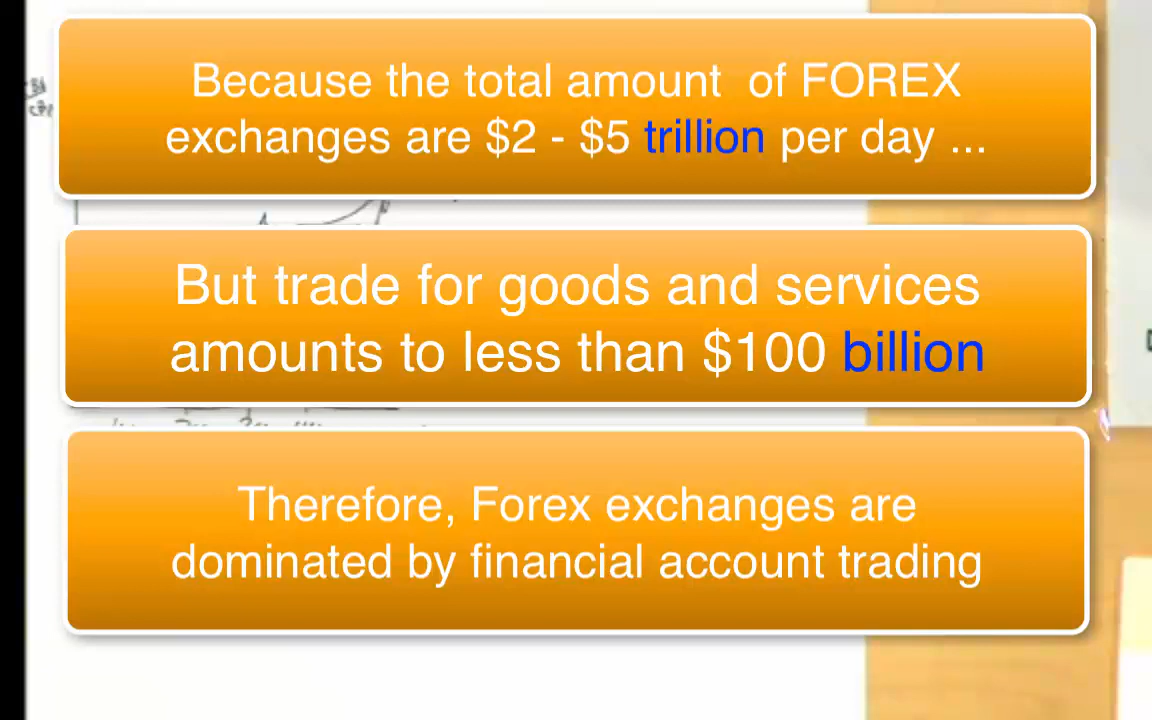 Because the total amount  of FOREX
exchanges are $2 - $5 trillion per day ...
But trade for goods and services
amounts to less than $100 billion
Therefore, Forex exchanges are
dominated by financial account trading